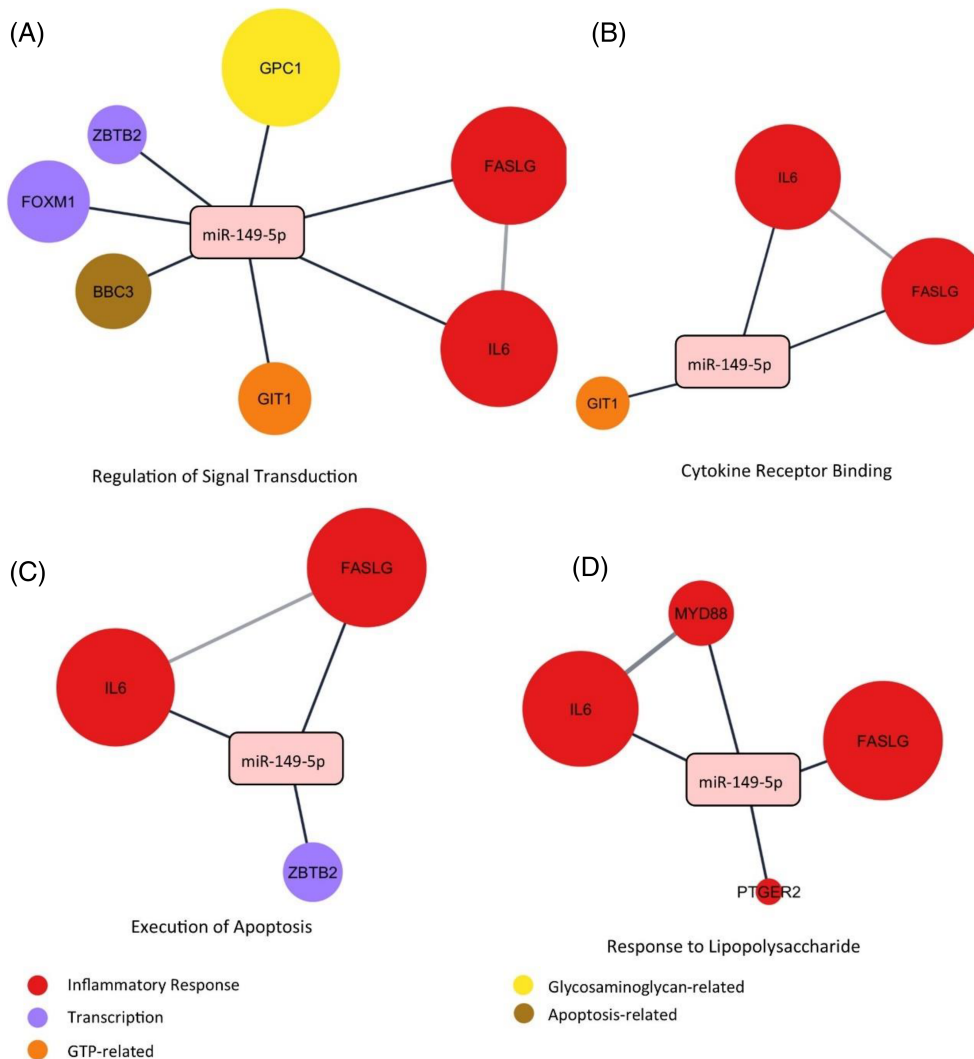 (A)
GPC1
ZBTB2
FASLG
FOXM1
miR-149-5p
BBC3
IL6
GIT1
Regulation of Signal Transduction
(B)
IL6
FASLG
miR-149-5p
GIT1
Cytokine Receptor Binding
(C)
FASLG
IL6
miR-149-5p
ZBTB2
Execution of Apoptosis
(D)
MYD88
IL6
FASLG
miR-149-5p
PTGER2
Response to Lipopolysaccharide
Inflammatory Response
Transcription
GTP-related
Glycosaminoglycan-related
Apoptosis-related